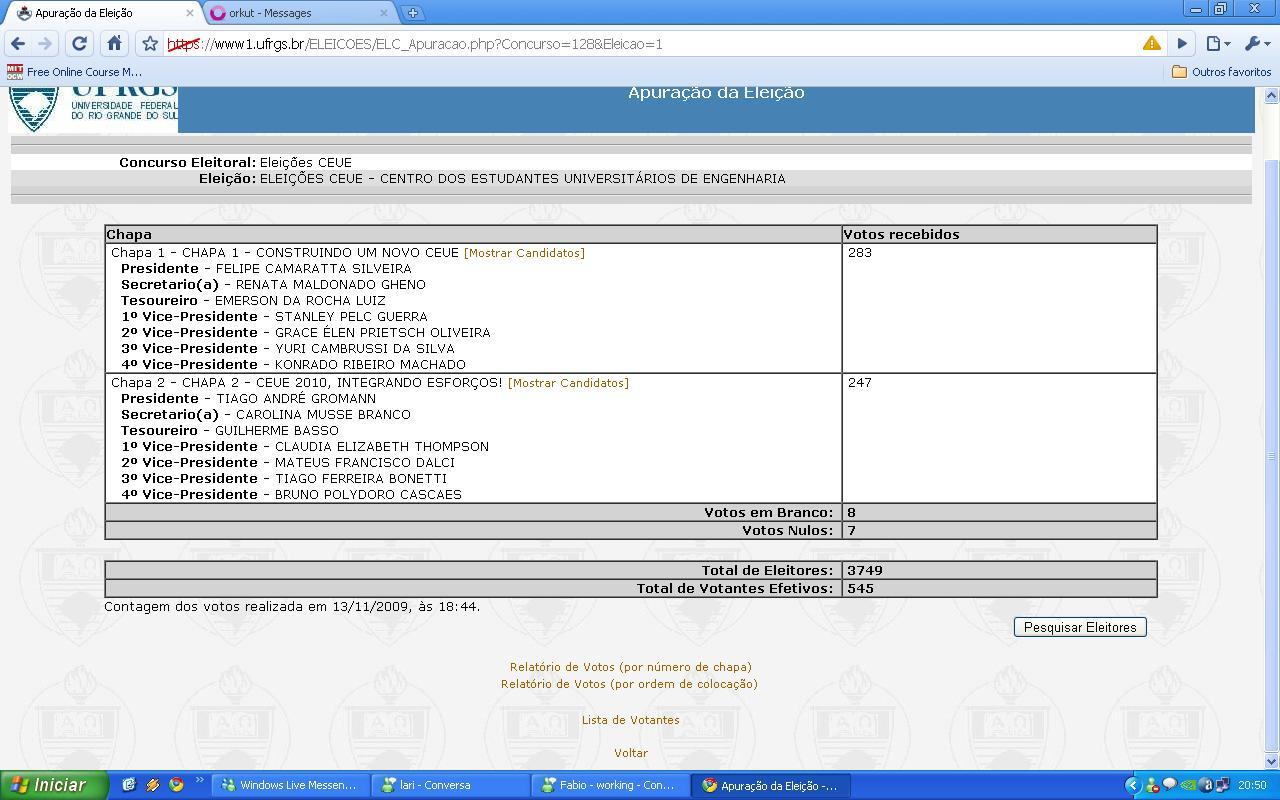 Apuração da Eleição
orkut - Messages
https://www1.ufrgs.br/ELEICOES/ELC_Apuracao.php?Concurso=128&Eleicao=1
MIT OCW Free Online Course M...
Outros favoritos
UFRGS
UNIVERSIDADE FEDERAL
DO RIO GRANDE DO SUL
Apuração da Eleição
Concurso Eleitoral: Eleições CEUE
Eleição: ELEIÇÕES CEUE - CENTRO DOS ESTUDANTES UNIVERSITÁRIOS DE ENGENHARIA
Chapa Votos recebidos
Chapa 1 - CHAPA 1 - CONSTRUINDO UM NOVO CEUE [Mostrar Candidatos] 283
Presidente - FELIPE CAMARATTA SILVEIRA
Secretario(a) - RENATA MALDONADO GHENO
Tesoureiro - EMERSON DA ROCHA LUIZ
1º Vice-Presidente - STANLEY PELC GUERRA
2º Vice-Presidente - GRACE ÉLEN PRIETSCH OLIVEIRA
3º Vice-Presidente - YURI CAMBRUSSI DA SILVA
4º Vice-Presidente - KONRADO RIBEIRO MACHADO
Chapa 2 - CHAPA 2 - CEUE 2010, INTEGRANDO ESFORÇOS! [Mostrar Candidatos] 247
Presidente - TIAGO ANDRÉ GROMANN
Secretario(a) - CAROLINA MUSSE BRANCO
Tesoureiro - GUILHERME BASSO
1º Vice-Presidente - CLAUDIA ELIZABETH THOMPSON
2º Vice-Presidente - MATEUS FRANCISCO DALCI
3º Vice-Presidente - TIAGO FERREIRA BONETTI
4º Vice-Presidente - BRUNO POLYDORO CASCAES
Votos em Branco: 8
Votos Nulos: 7
Total de Eleitores: 3749
Total de Votantes Efetivos: 545
Contagem dos votos realizada em 13/11/2009, às 18:44.
Pesquisar Eleitores
Relatório de Votos (por número de chapa)
Relatório de Votos (por ordem de colocação)
Lista de Votantes
Voltar
Iniciar
Windows Live Messen...
lari - Conversa
Fabio - working - Con...
Apuração da Eleição -...
20:50